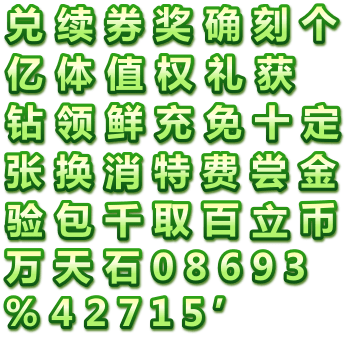 兑续券奖确刻个
亿体值权礼获
钻领鲜充免十定
张换消特费尝金
验包千取百立币
万天石08693
%42715'